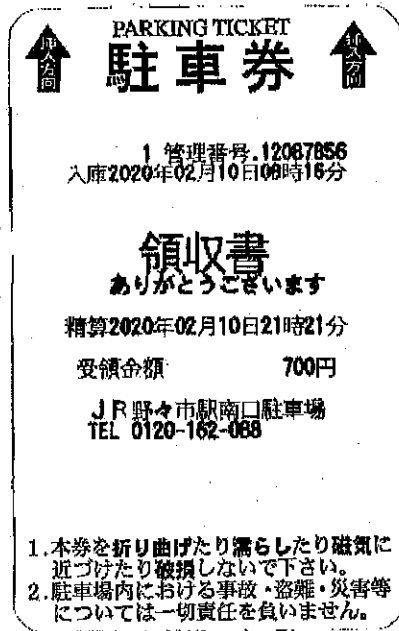 PARKING TICKET
挿入方向 駐車券 挿入方向
1 管理番号.12087856
入庫2020年02月10日08時16分
領収書
ありがとうございます
精算2020年02月10日21時21分
受領金額 700円
JR野々市駅南口駐車場
TEL 0120-162-088
1.本券を折り曲げたり濡らしたり磁気に
近づけたり破損しないで下さい。
2.駐車場内における事故・盗難・災害等
については一切責任を負いません。